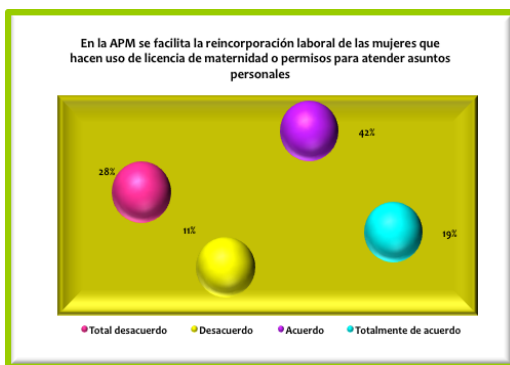 En la APM se facilita la reincorporación laboral de las mujeres que
hacen uso de licencia de maternidad o permisos para atender asuntos
personales
42%
28%
11%
19%
Total desacuerdo Desacuerdo Acuerdo Totalmente de acuerdo